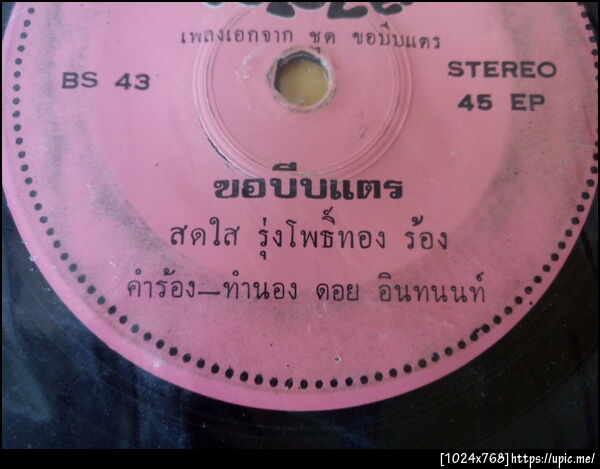 เพลงเอกจาก ชุด ขอบีบแตร
BS 43
STEREO
45 EP
ขอบีบแตร
สดใส รุ่งโพธิ์ทอง ร้อง
คำร้อง—ทำนอง ดอย อินทนนท์
[1024x768]https://upic.me/